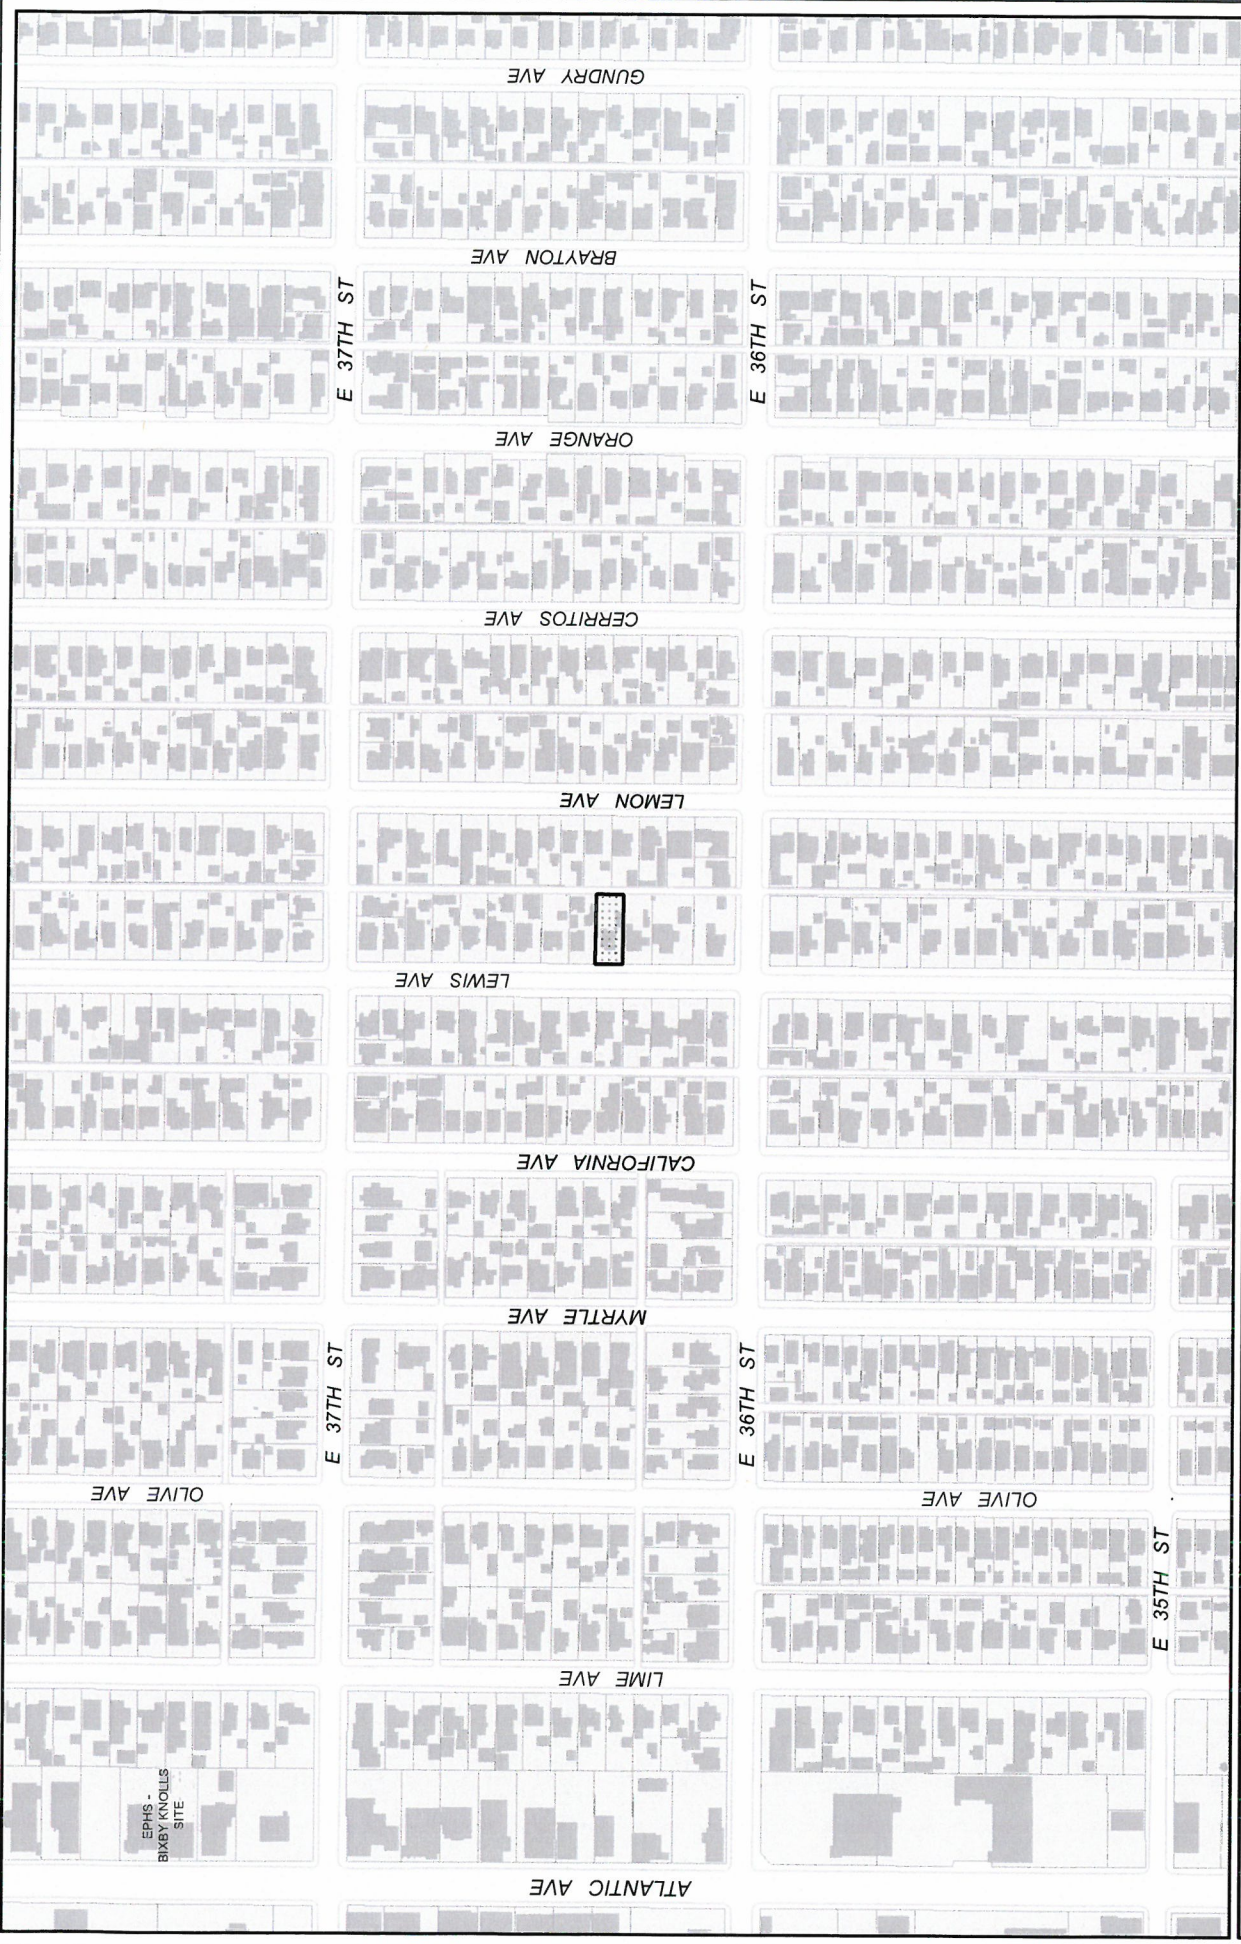 GUNDRY AVE
BRAYTON AVE
E 37TH ST
E 36TH ST
ORANGE AVE
CERRITOS AVE
LEMON AVE
LEWIS AVE
CALIFORNIA AVE
MYRTLE AVE
E 37TH ST
E 36TH ST
OLIVE AVE
OLIVE AVE
E 35TH ST
LIME AVE
EPHS -
BIXBY KNOLLS
SITE
ATLANTIC AVE